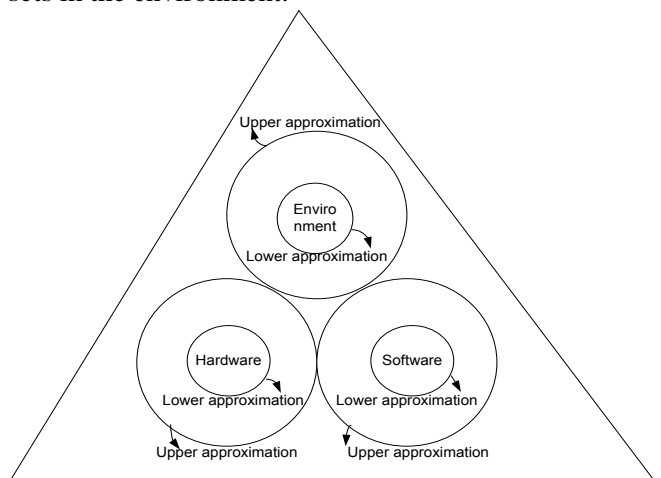 sets in the environment.
Upper approximation
Enviro
nment
Lower approximation
Hardware
Software
Lower approximation
Lower approximation
Upper approximation
Upper approximation